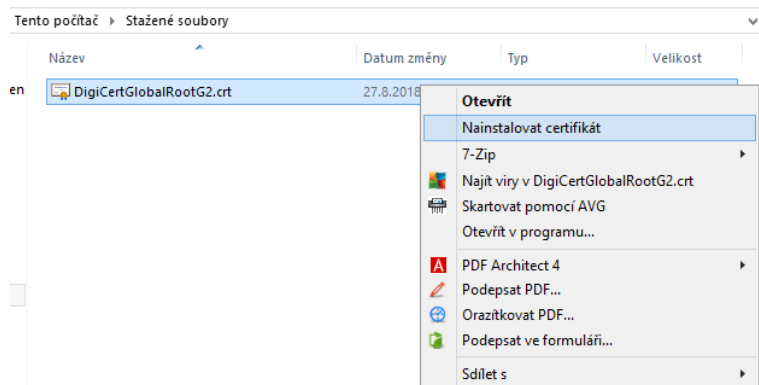 Tento počítač ▸ Stažené soubory
Název Datum změny Typ Velikost
en
DigiCertGlobalRootG2.crt 27.8.2018
Otevřít
Nainstalovat certifikát
7-Zip
Najít viry v DigiCertGlobalRootG2.crt
Skartovat pomocí AVG
Otevřít v programu...
PDF Architect 4
Podepsat PDF...
Orazítkovat PDF...
Podepsat ve formuláři...
Sdílet s